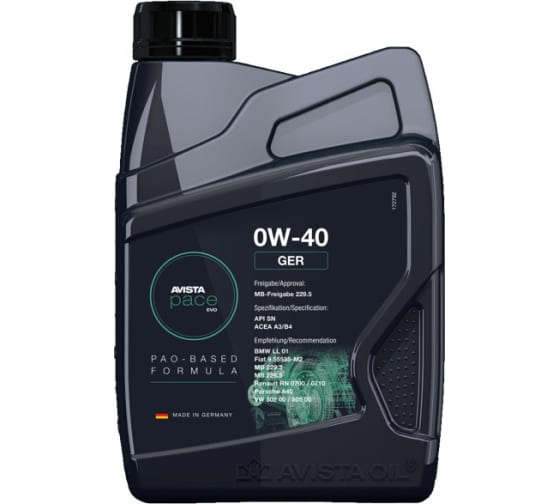 0W-40
GER
Freigabe/Approval:
MB-Freigabe 229.5
Spezifikation/Specification:
API SN
ACEA A3/B4
Empfehlung/Recommendation
BMW LL 01
Fiat 9.55535-M2
MB 229.3
MB 229.5
Renault RN 0700 / 0710
Porsche A40
VW 502 00 / 505 00
AVISTA
pace
EVO
PAO-BASED
FORMULA
MADE IN GERMANY
172792
AVISTA OIL